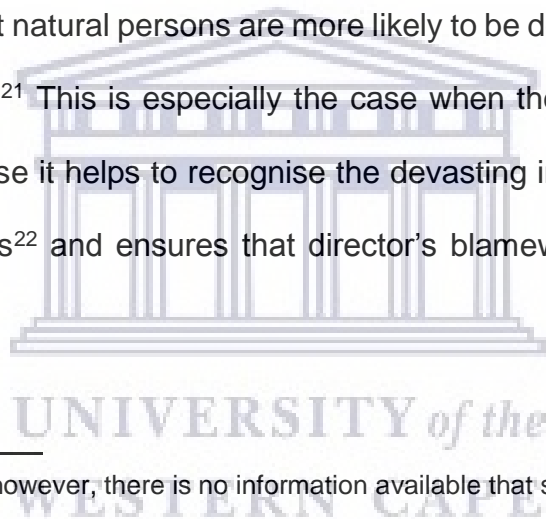 t natural persons are more likely to be d
21 This is especially the case when the
se it helps to recognise the devasting i
s22 and ensures that director's blamew
UNIVERSITY of the
however, there is no information available that s
WESTERN CAPE